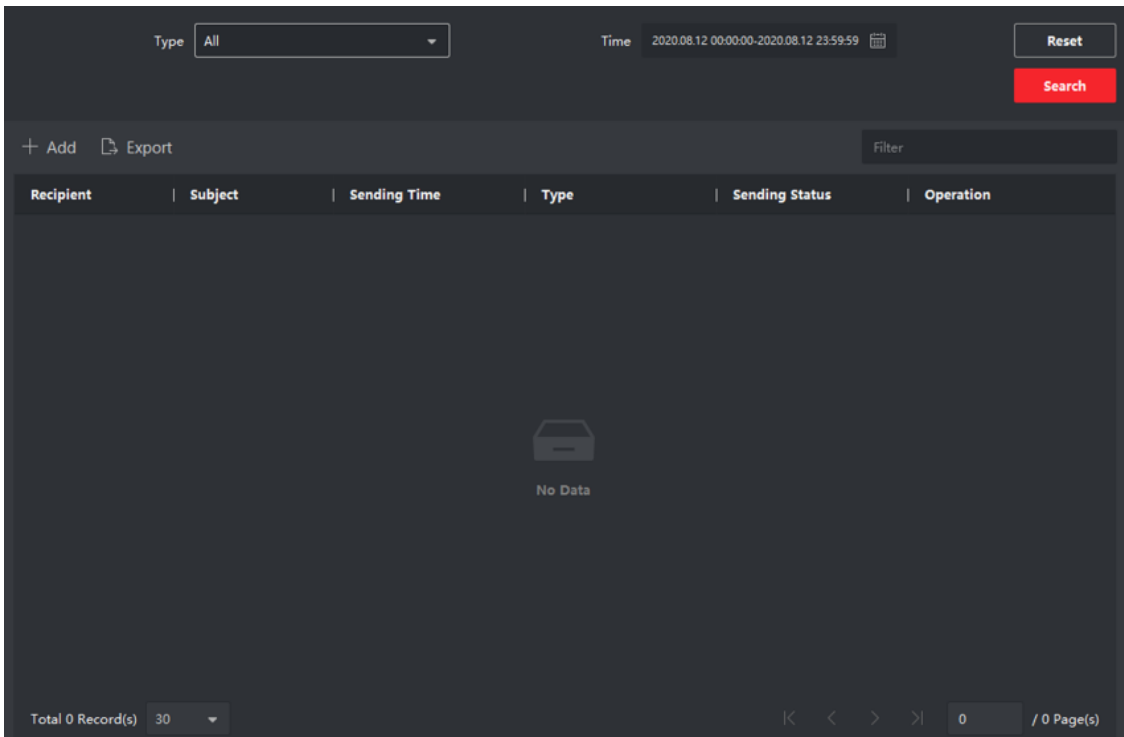 Type All Time 2020.08.12 00:00:00-2020.08.12 23:59:59 Reset
Search
Add Export Filter
Recipient | Subject | Sending Time | Type | Sending Status | Operation
No Data
Total 0 Record(s) 30 0 / 0 Page(s)